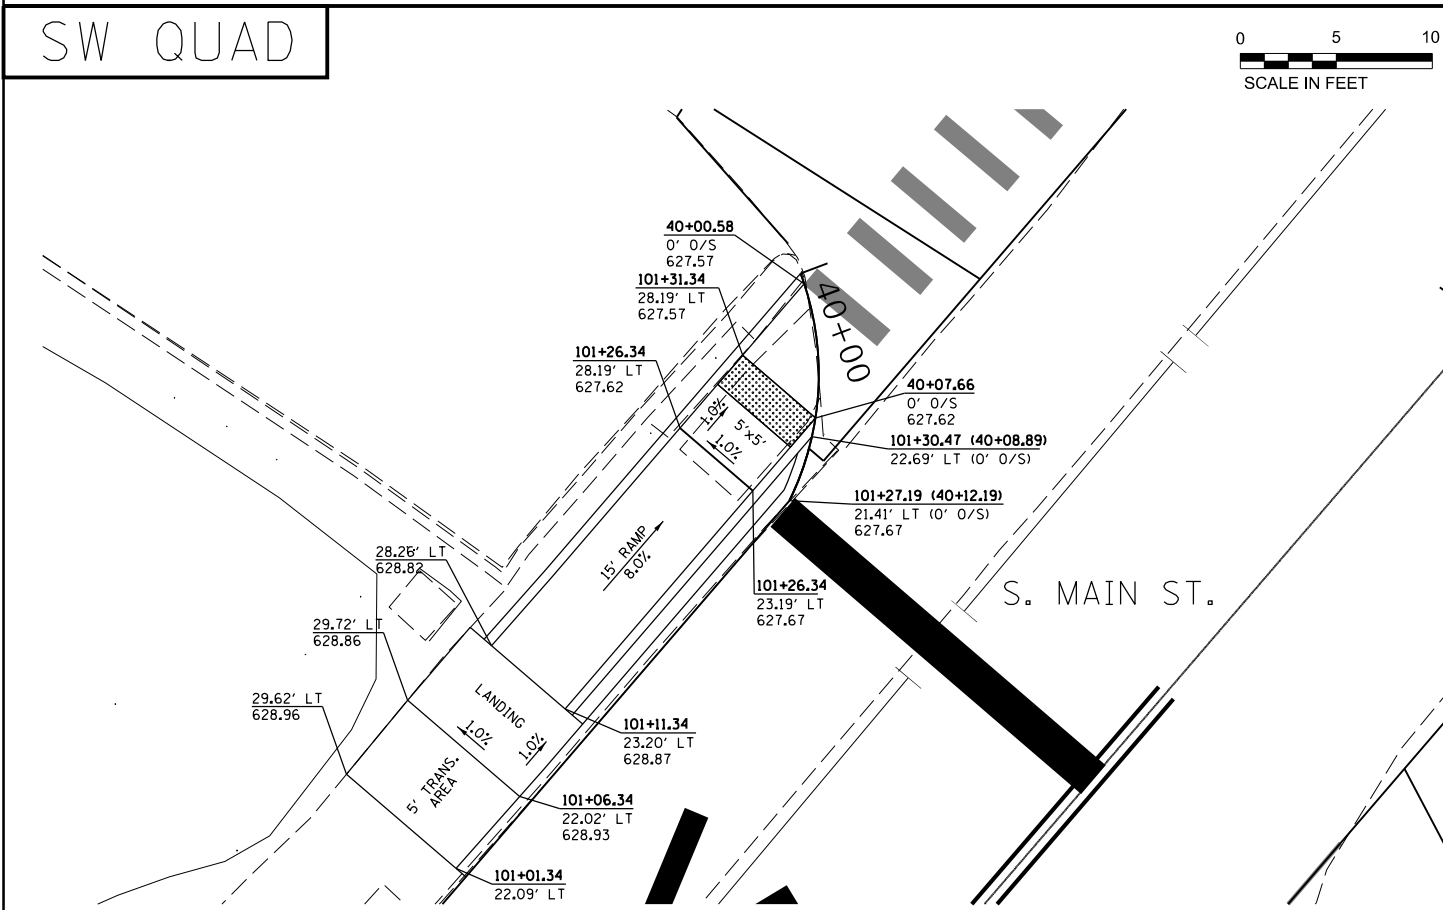 SW QUAD
0 5 10
SCALE IN FEET
40+00.58
0' O/S
627.57
101+31.34
28.19' LT
627.57
101+26.34
28.19' LT
627.62
40+00
1.0%
5'x5'
1.0%
40+07.66
0' O/S
627.62
101+30.47 (40+08.89)
22.69' LT (0' O/S)
101+27.19 (40+12.19)
21.41' LT (0' O/S)
627.67
15' RAMP
8.0%
28.26' LT
628.82
101+26.34
23.19' LT
627.67
S. MAIN ST.
29.72' LT
628.86
29.62' LT
628.96
LANDING
1.0%
1.0%
101+11.34
23.20' LT
628.87
5' TRANS.
AREA
101+06.34
22.02' LT
628.93
101+01.34
22.09' LT